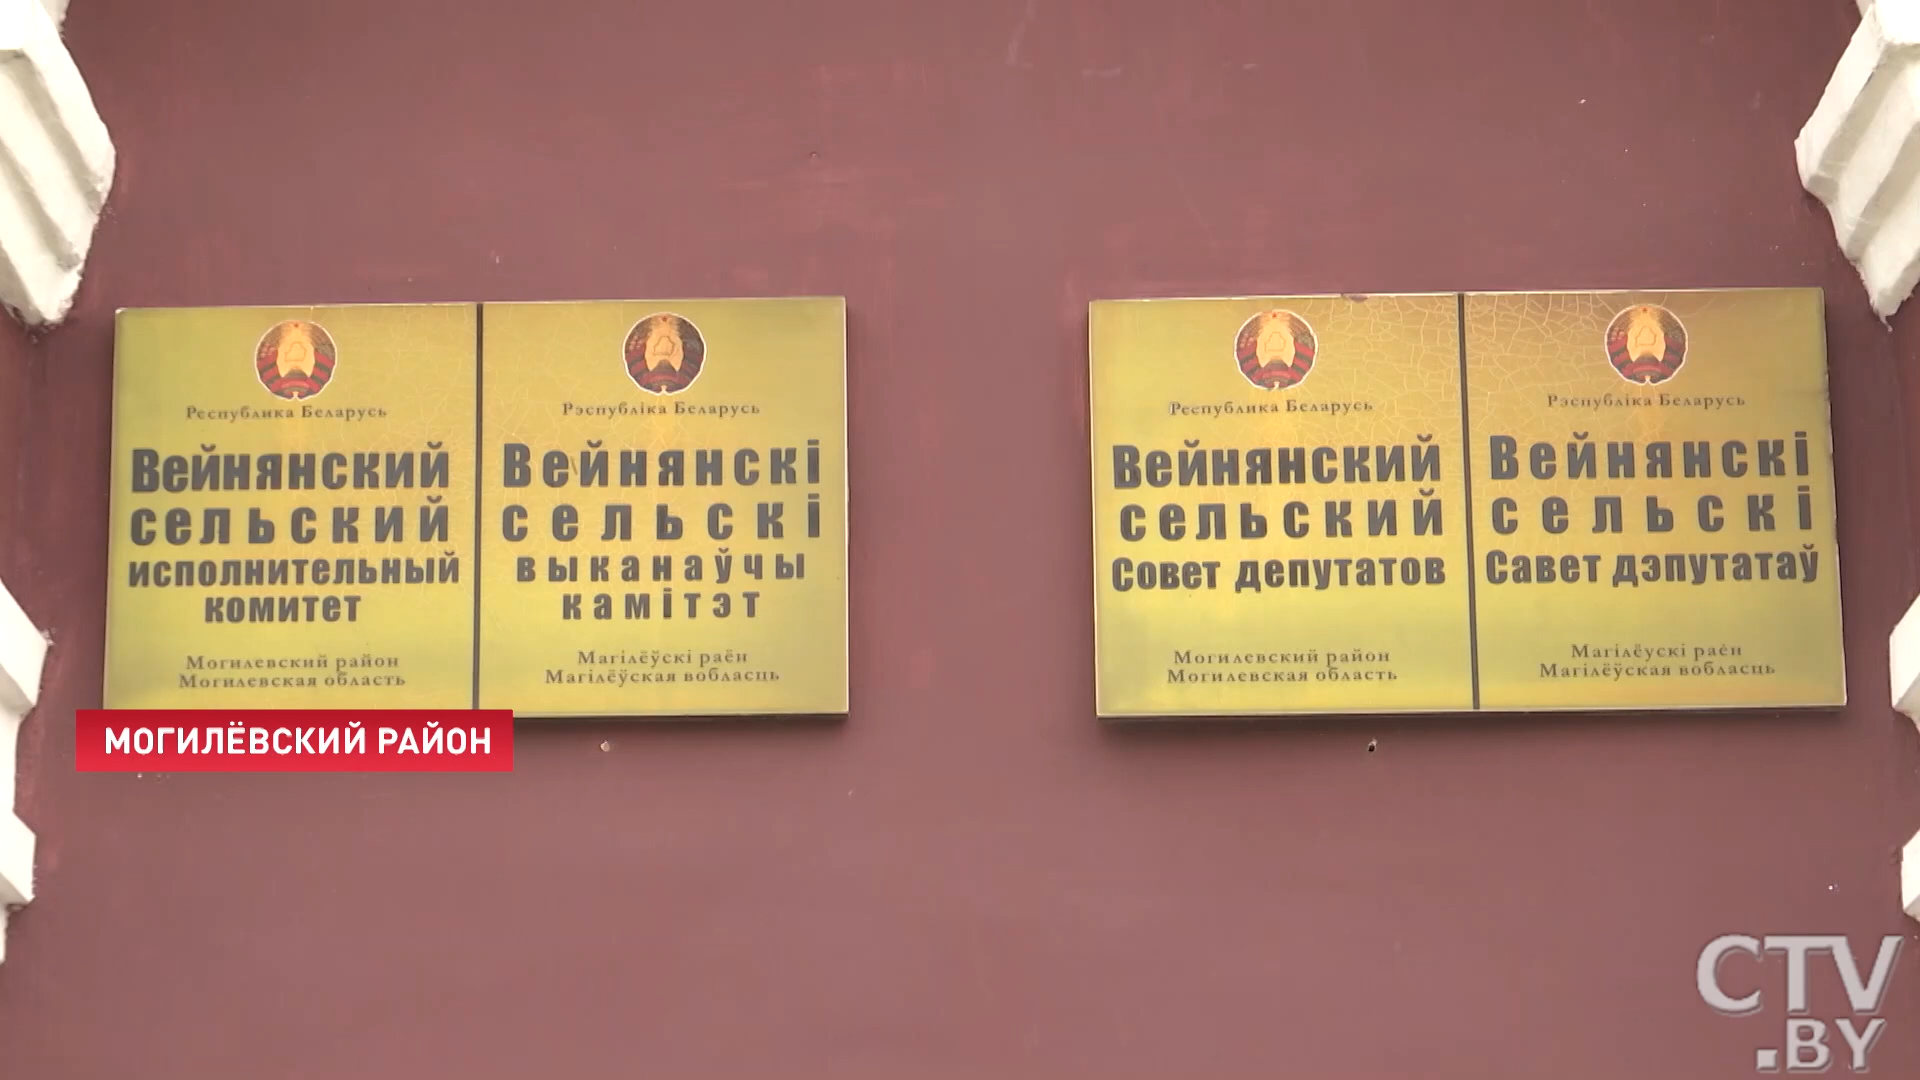 Республика Беларусь
Вейнянский
сельский
исполнительный
комитет
Могилевский район
Могилевская область
Рэспубліка Беларусь
Вейнянскі
сельскі
выканаўчы
камітэт
Магілёўскі раён
Магілёўская вобласць
Республика Беларусь
Вейнянский
сельский
Совет депутатов
Могилевский район
Могилевская область
Рэспубліка Беларусь
Вейнянскі
сельскі
Савет дэпутатаў
Магілёускі раён
Магілёўская вобласць
МОГИЛЁВСКИЙ РАЙОН
CTV
.BY